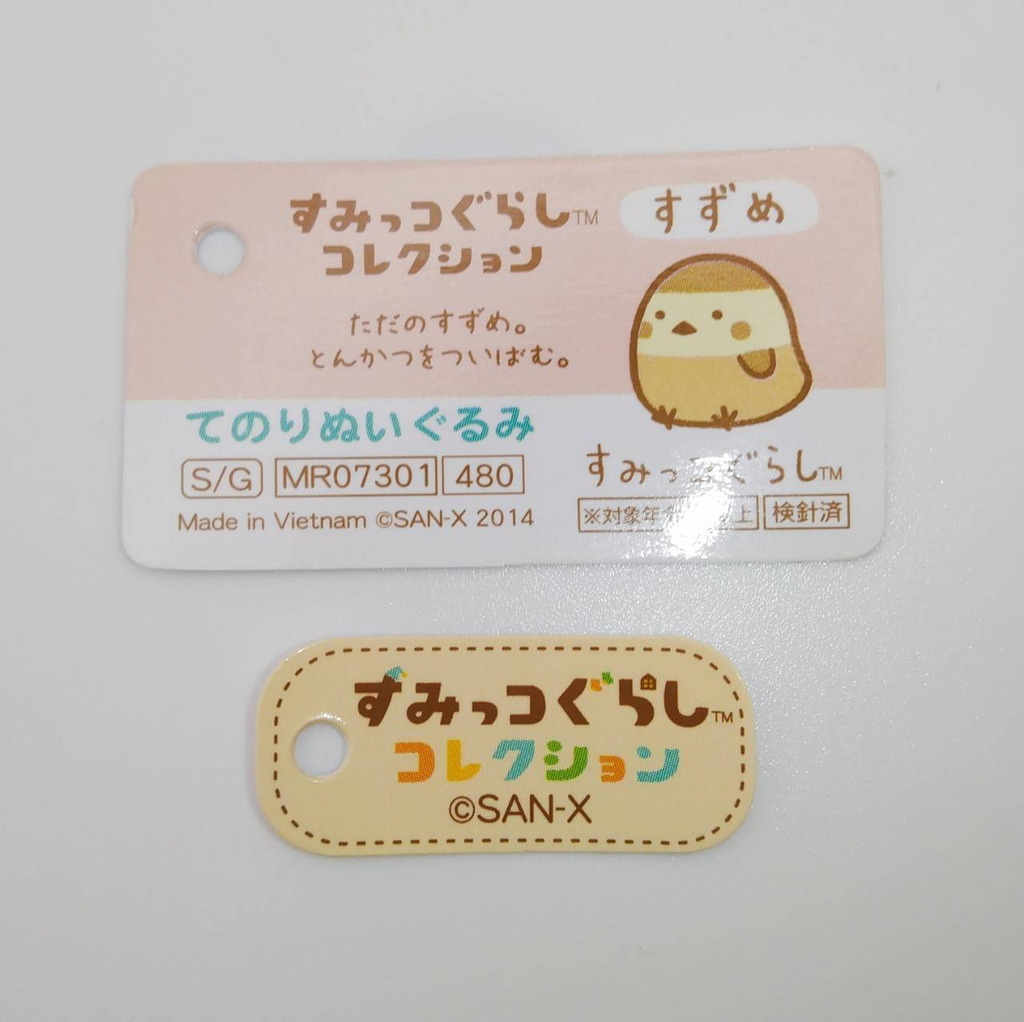 すみっコぐらし™
コレクション
すずめ
ただのすずめ。
とんかつをついばむ。
てのりぬいぐるみ
S/G MR07301 480
Made in Vietnam ©SAN-X 2014
すみっコぐらし™
※対象年 上 検針済
すみっコぐらし™
コレクション
©SAN-X